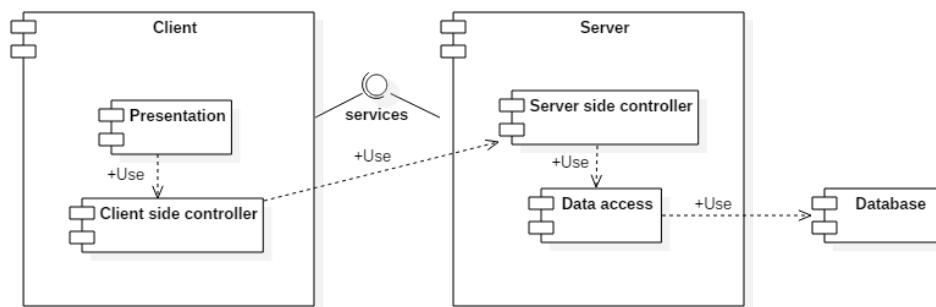 Client
Server
Presentation
services
Server side controller
+Use
+Use
+Use
Client side controller
Data access
+Use
Database